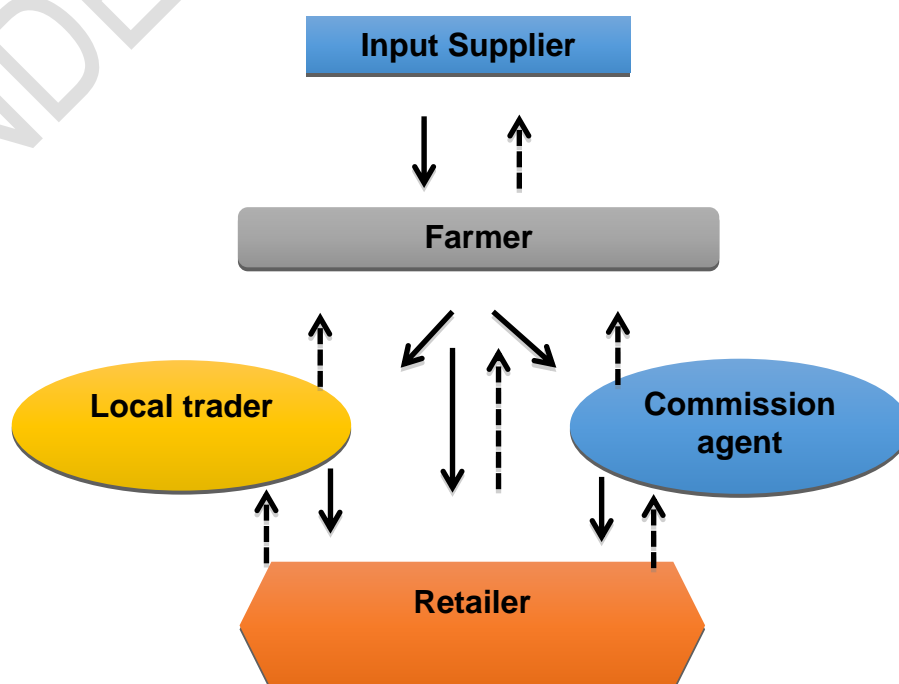 Input Supplier
Farmer
Local trader
Commission
agent
Retailer